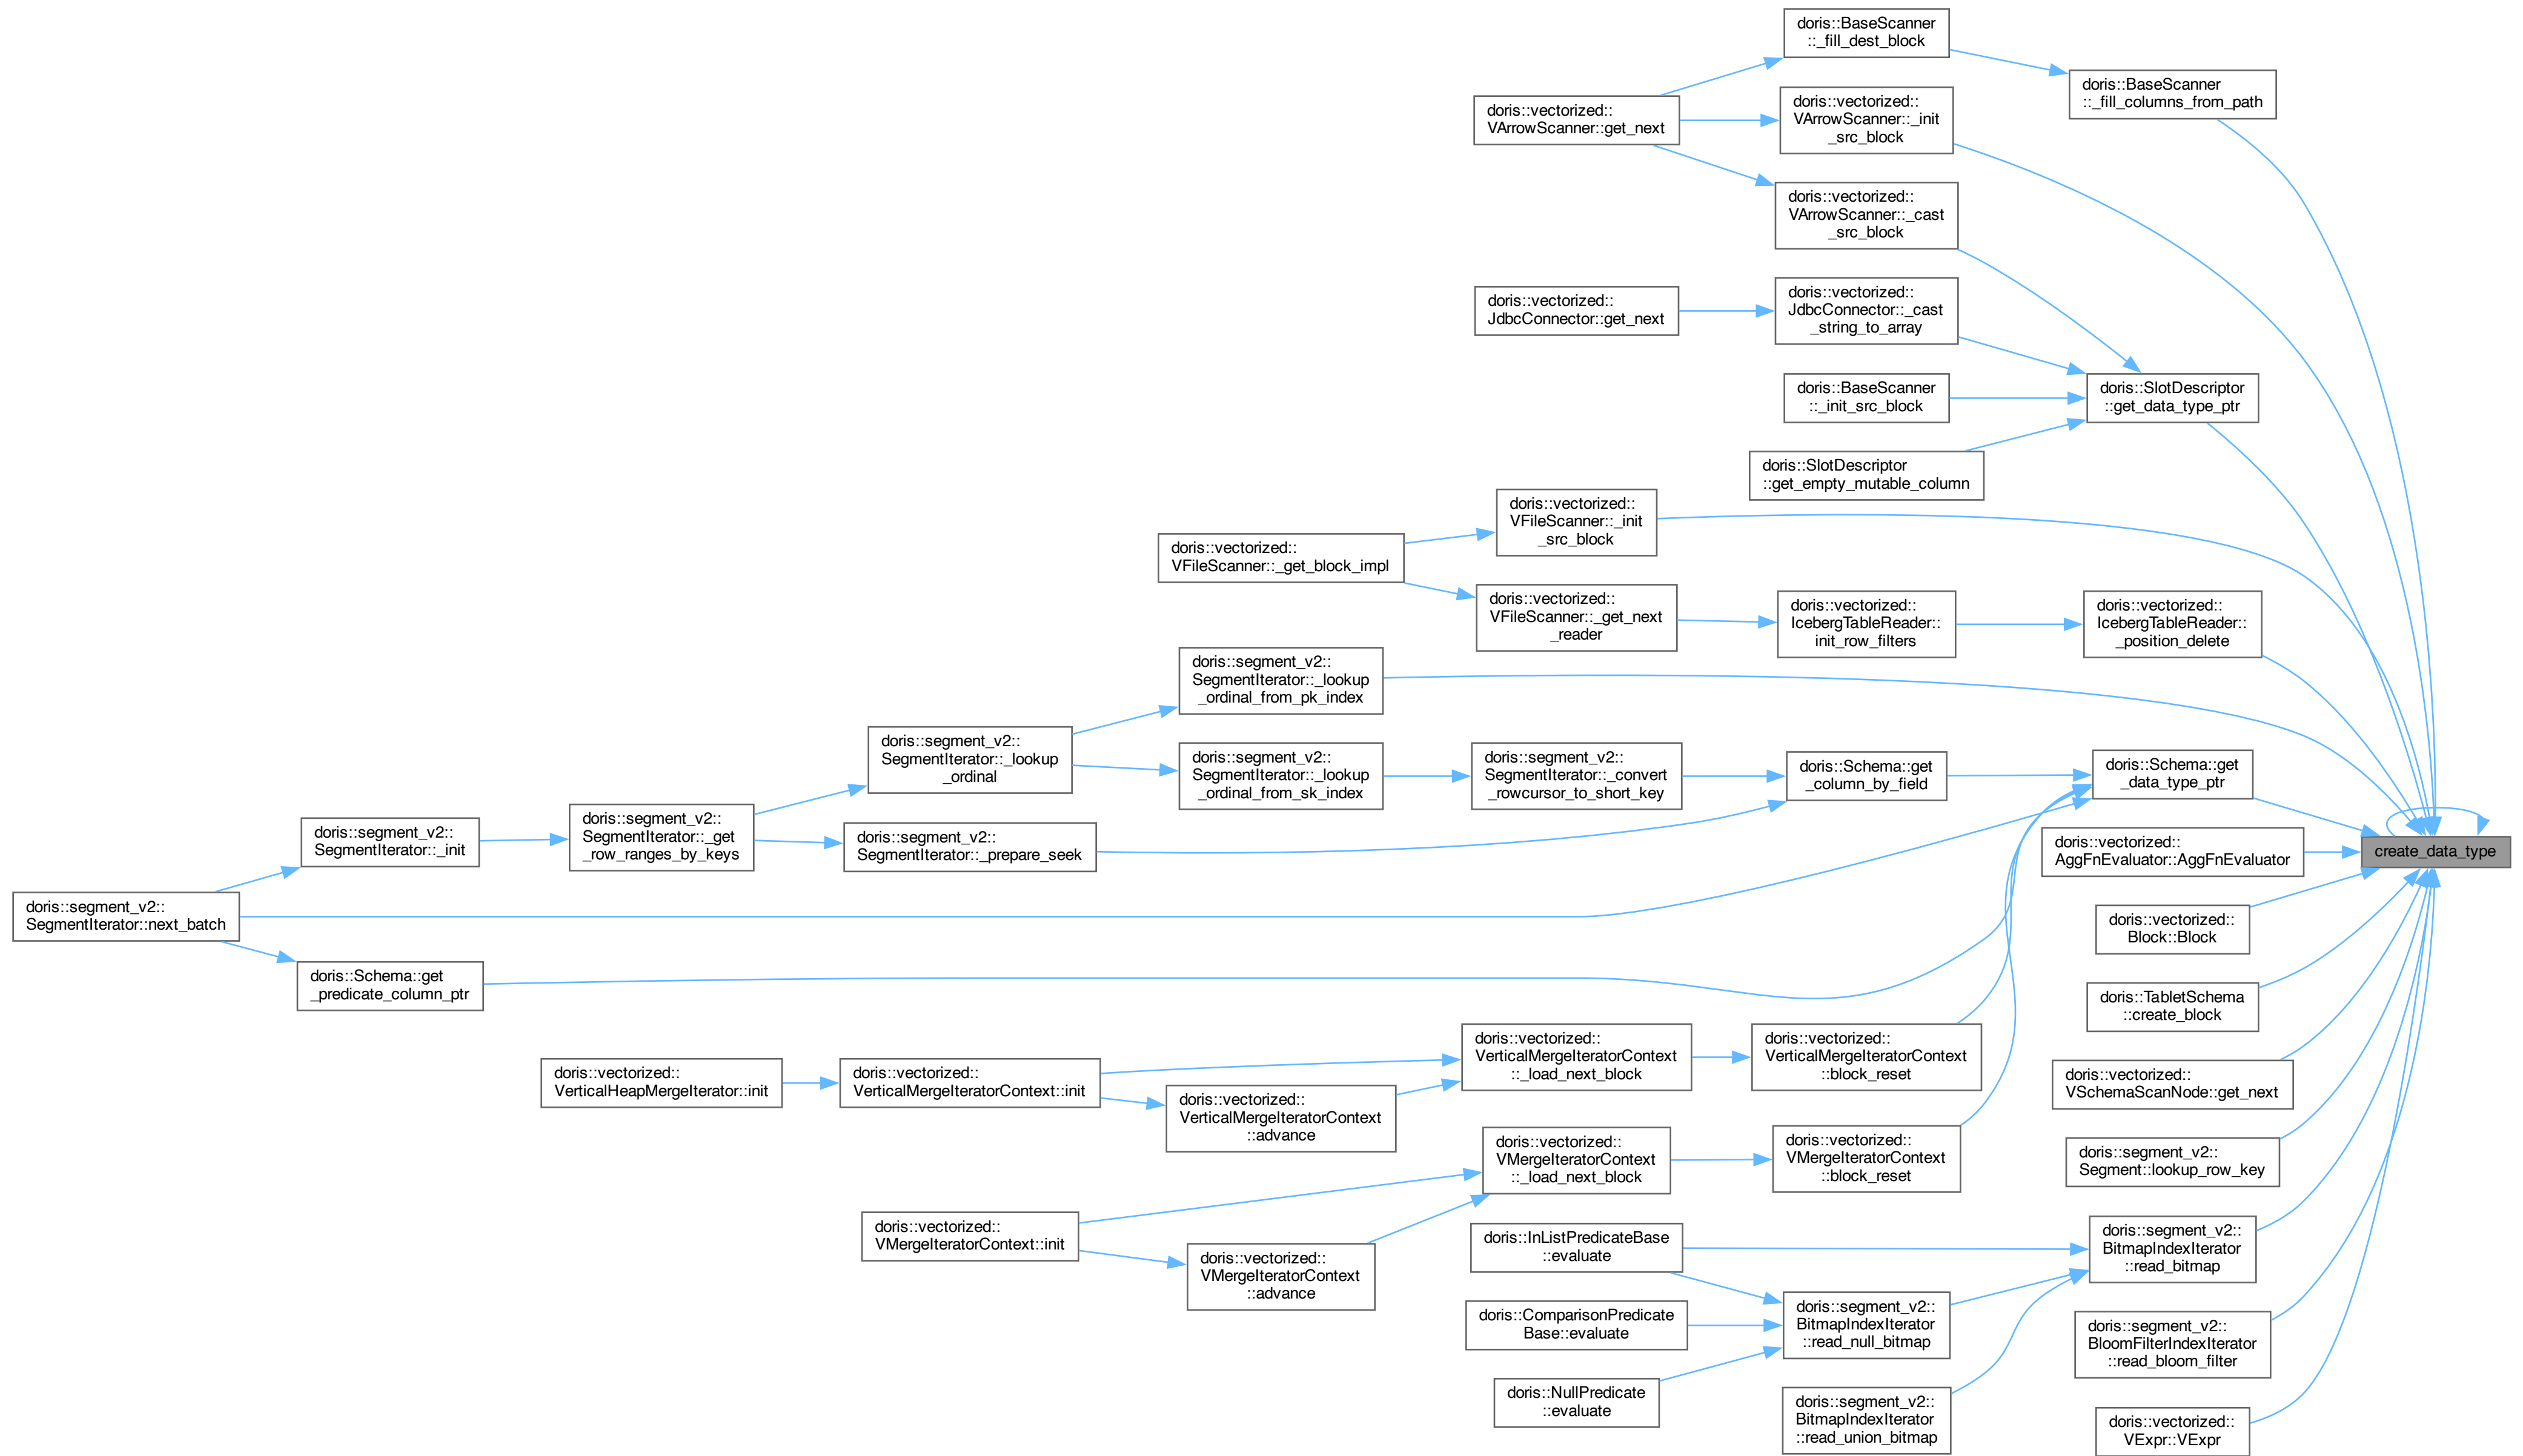 doris::BaseScanner
::_fill_dest_block
doris::BaseScanner
::_fill_columns_from_path
doris::vectorized::
VArrowScanner::get_next
doris::vectorized::
VArrowScanner::_init
_src_block
doris::vectorized::
VArrowScanner::_cast
_src_block
doris::vectorized::
JdbcConnector::get_next
doris::vectorized::
JdbcConnector::_cast
_string_to_array
doris::BaseScanner
::_init_src_block
doris::SlotDescriptor
::get_data_type_ptr
doris::SlotDescriptor
::get_empty_mutable_column
doris::vectorized::
VFileScanner::_init
_src_block
doris::vectorized::
VFileScanner::_get_block_impl
doris::vectorized::
VFileScanner::_get_next
_reader
doris::vectorized::
IcebergTableReader::
init_row_filters
doris::vectorized::
IcebergTableReader::
_position_delete
doris::segment_v2::
SegmentIterator::_lookup
_ordinal_from_pk_index
doris::segment_v2::
SegmentIterator::_lookup
_ordinal
doris::segment_v2::
SegmentIterator::_lookup
_ordinal_from_sk_index
doris::segment_v2::
SegmentIterator::_convert
_rowcursor_to_short_key
doris::Schema::get
_column_by_field
doris::Schema::get
_data_type_ptr
doris::segment_v2::
SegmentIterator::_init
doris::segment_v2::
SegmentIterator::_get
_row_ranges_by_keys
doris::segment_v2::
SegmentIterator::_prepare_seek
doris::vectorized::
AggFnEvaluator::AggFnEvaluator
create_data_type
doris::segment_v2::
SegmentIterator::next_batch
doris::vectorized::
Block::Block
doris::Schema::get
_predicate_column_ptr
doris::TabletSchema
::create_block
doris::vectorized::
VerticalHeapMergeIterator::init
doris::vectorized::
VerticalMergeIteratorContext::init
doris::vectorized::
VerticalMergeIteratorContext
::_load_next_block
doris::vectorized::
VerticalMergeIteratorContext
::block_reset
doris::vectorized::
VSchemaScanNode::get_next
doris::vectorized::
VerticalMergeIteratorContext
::advance
doris::vectorized::
VMergeIteratorContext
::_load_next_block
doris::vectorized::
VMergeIteratorContext
::block_reset
doris::segment_v2::
Segment::lookup_row_key
doris::vectorized::
VMergeIteratorContext::init
doris::vectorized::
VMergeIteratorContext
::advance
doris::InListPredicateBase
::evaluate
doris::segment_v2::
BitmapIndexIterator
::read_bitmap
doris::ComparisonPredicate
Base::evaluate
doris::segment_v2::
BitmapIndexIterator
::read_null_bitmap
doris::segment_v2::
BloomFilterIndexIterator
::read_bloom_filter
doris::NullPredicate
::evaluate
doris::segment_v2::
BitmapIndexIterator
::read_union_bitmap
doris::vectorized::
VExpr::VExpr